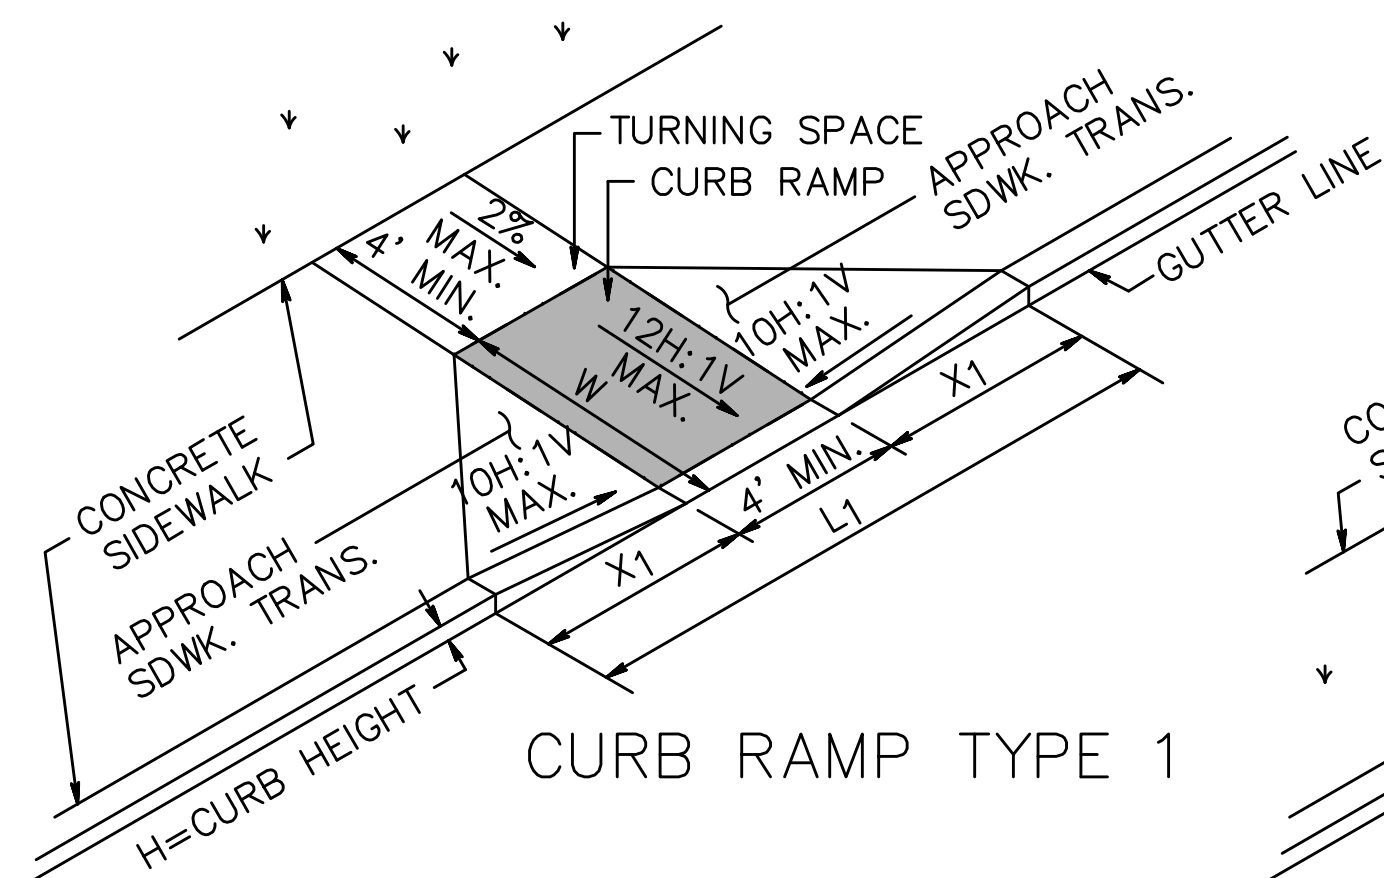 TURNING SPACE
CURB RAMP
APPROACH
SDWK. TRANS.
GUTTER LINE
2%
MAX.
4'
MIN.
12H:1V
MAX.
W
10H:1V
MAX.
10H:1V
MAX.
X1
4' MIN.
L1
X1
CONCRETE
SIDEWALK
APPROACH
SDWK. TRANS.
H=CURB HEIGHT
CURB RAMP TYPE 1